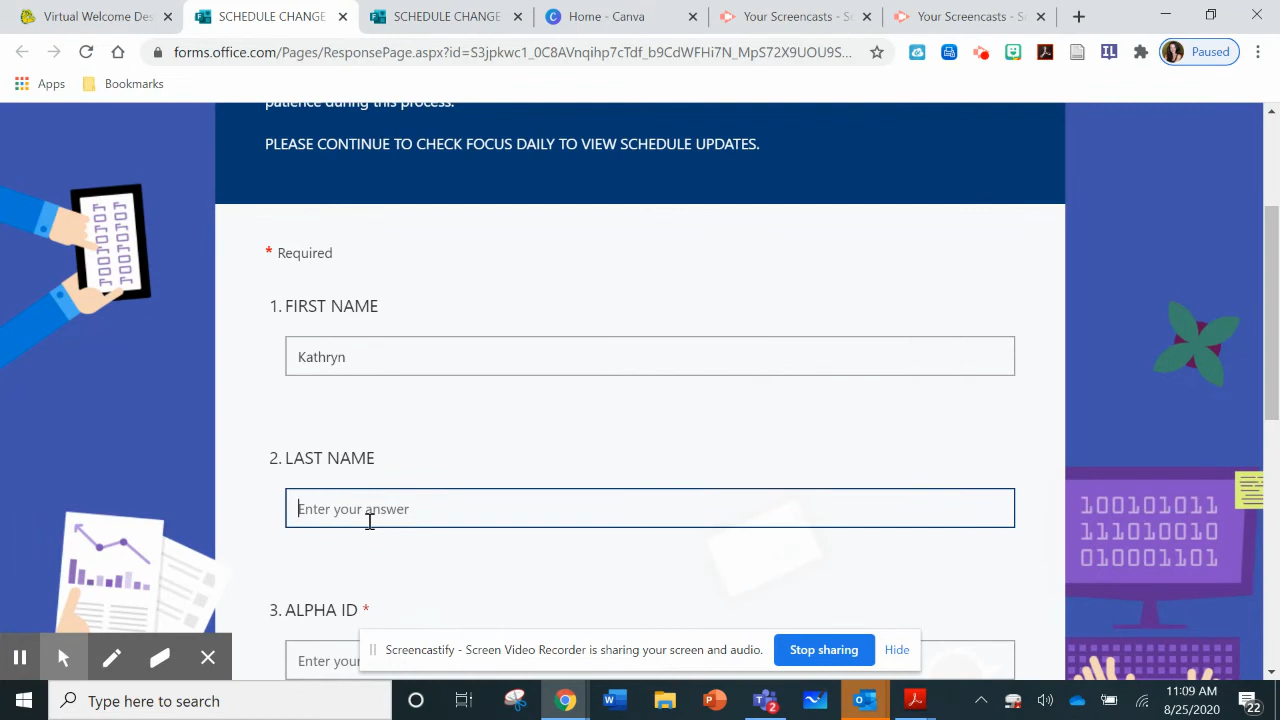 Virtual Welcome Des
SCHEDULE CHANGE
SCHEDULE CHANGE
Home - Canva
Your Screencasts - S
Your Screencasts - S
forms.office.com/Pages/ResponsePage.aspx?id=S3jpkwc1_0C8AVnqihp7cTdf_b9CdWFHi7N_MpS72X9UOU9S...
IL
Paused
Apps
Bookmarks
patience during this process.
PLEASE CONTINUE TO CHECK FOCUS DAILY TO VIEW SCHEDULE UPDATES.
* Required
1. FIRST NAME
Kathryn
2. LAST NAME
Enter your answer
3. ALPHA ID *
Enter your
Screencastify - Screen Video Recorder is sharing your screen and audio.
Stop sharing
Hide
100101011
111010010
010001101
Type here to search
2
11:09 AM
8/25/2020
22